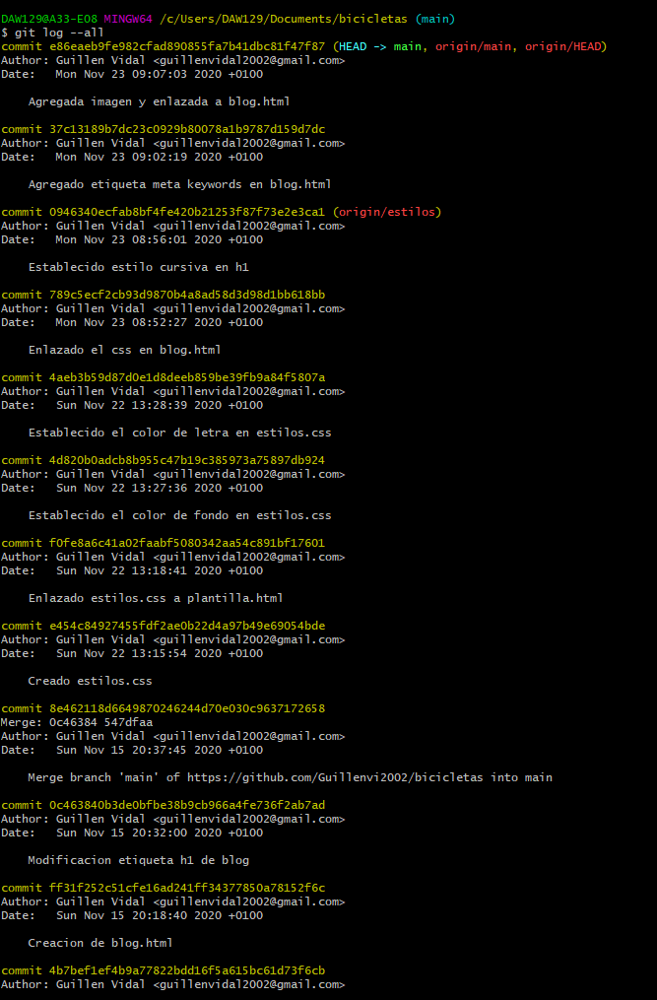 DAW129@A33-E08 MINGW64 /c/Users/DAW129/Documents/bicicletas (main)
$ git log --all
commit e86eaeb9fe982cfad890855fa7b41dbc81f47f87 (HEAD -> main, origin/main, origin/HEAD)
Author: Guillen Vidal <guillenvidal2002@gmail.com>
Date:   Mon Nov 23 09:07:03 2020 +0100
    Agregada imagen y enlazada a blog.html
commit 37c13189b7dc23c0929b80078a1b9787d159d7dc
Author: Guillen Vidal <guillenvidal2002@gmail.com>
Date:   Mon Nov 23 09:02:19 2020 +0100
    Agregado etiqueta meta keywords en blog.html
commit 0946340ecfab8bf4fe420b21253f87f73e2e3ca1 (origin/estilos)
Author: Guillen Vidal <guillenvidal2002@gmail.com>
Date:   Mon Nov 23 08:56:01 2020 +0100
    Establecido estilo cursiva en h1
commit 789c5ecf2cb93d9870b4a8ad58d3d98d1bb618bb
Author: Guillen Vidal <guillenvidal2002@gmail.com>
Date:   Mon Nov 23 08:52:27 2020 +0100
    Enlazado el css en blog.html
commit 4aeb3b59d87d0e1d8deeb859be39fb9a84f5807a
Author: Guillen Vidal <guillenvidal2002@gmail.com>
Date:   Sun Nov 22 13:28:39 2020 +0100
    Establecido el color de letra en estilos.css
commit 4d820b0adcb8b955c47b19c385973a75897db924
Author: Guillen Vidal <guillenvidal2002@gmail.com>
Date:   Sun Nov 22 13:27:36 2020 +0100
    Establecido el color de fondo en estilos.css
commit f0fe8a6c41a02faabf5080342aa54c891bf17601
Author: Guillen Vidal <guillenvidal2002@gmail.com>
Date:   Sun Nov 22 13:18:41 2020 +0100
    Enlazado estilos.css a plantilla.html
commit e454c84927455fdf2ae0b22d4a97b49e69054bde
Author: Guillen Vidal <guillenvidal2002@gmail.com>
Date:   Sun Nov 22 13:15:54 2020 +0100
    Creado estilos.css
commit 8e462118d6649870246244d70e030c9637172658
Merge: 0c46384 547dfaa
Author: Guillen Vidal <guillenvidal2002@gmail.com>
Date:   Sun Nov 15 20:37:45 2020 +0100
    Merge branch 'main' of https://github.com/Guillenvi2002/bicicletas into main
commit 0c463840b3de0bfbe38b9cb966a4fe736f2ab7ad
Author: Guillen Vidal <guillenvidal2002@gmail.com>
Date:   Sun Nov 15 20:32:00 2020 +0100
    Modificacion etiqueta h1 de blog
commit ff31f252c51cfe16ad241ff34377850a78152f6c
Author: Guillen Vidal <guillenvidal2002@gmail.com>
Date:   Sun Nov 15 20:18:40 2020 +0100
    Creacion de blog.html
commit 4b7bef1ef4b9a77822bdd16f5a615bc61d73f6cb
Author: Guillen Vidal <guillenvidal2002@gmail.com>